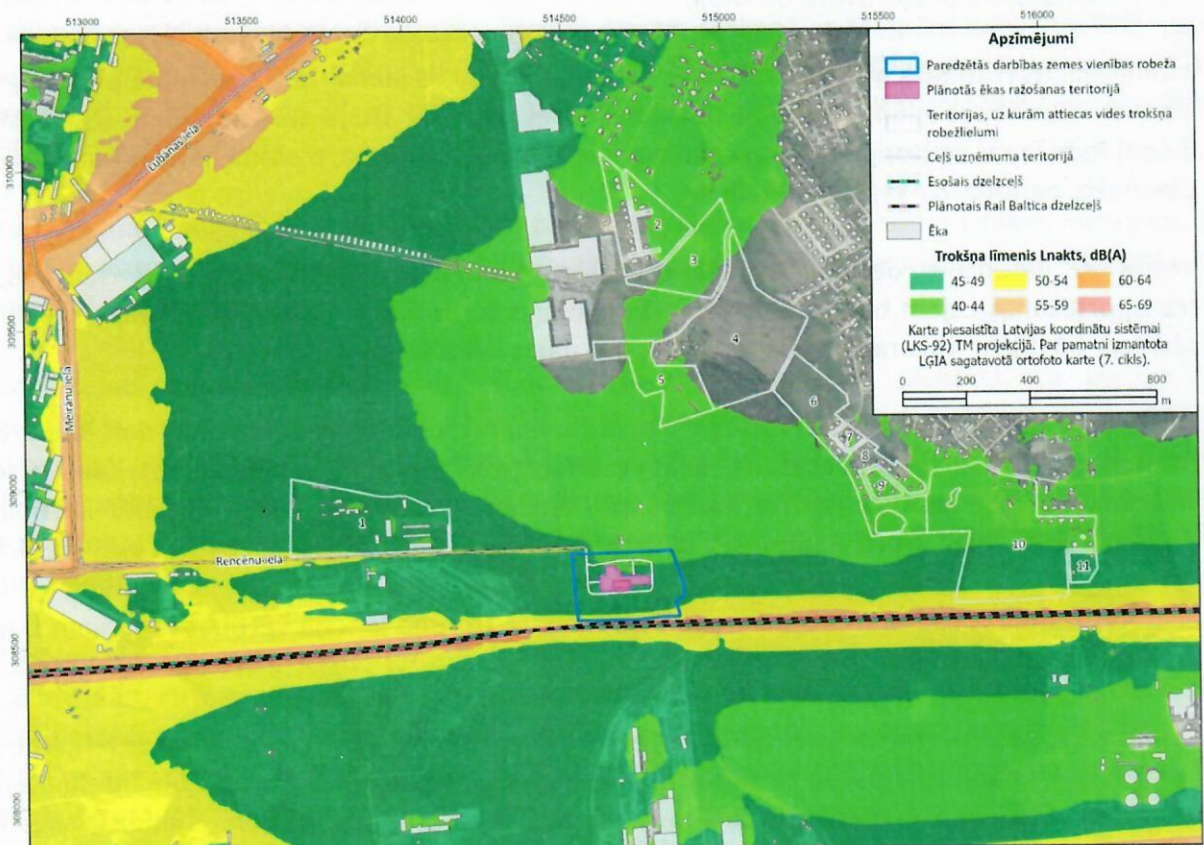 513000 513500 514000 514500 515000 515500 516000
310000
309500
309000
308500
308000
Lubānas iela
Meirānu iela
Rencēnu iela
1
2
3
4
5
6
7
8
9
10
11
Apzīmējumi
Paredzētās darbības zemes vienības robeža
Plānotās ēkas ražošanas teritorijā
Teritorijas, uz kurām attiecas vides trokšņa
robežlielumi
Ceļš uzņēmuma teritorijā
Esošais dzelzceļš
Plānotais Rail Baltica dzelzceļš
Ēka
Trokšņa līmenis Lnakts, dB(A)
45-49 50-54 60-64
40-44 55-59 65-69
Karte piesaistīta Latvijas koordinātu sistēmai
(LKS-92) TM projekcijā. Par pamatni izmantota
LĢIA sagatavotā ortofoto karte (7. cikls).
0 200 400 800
m